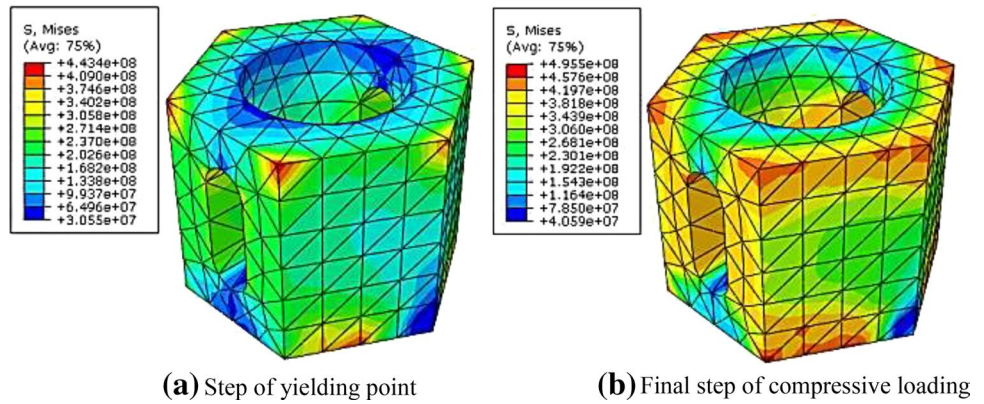 S, Mises
(Avg: 75%)
+4.434e+08
+4.090e+08
+3.746e+08
+3.402e+08
+3.058e+08
+2.714e+08
+2.370e+08
+2.026e+08
+1.682e+08
+1.338e+08
+9.937e+07
+6.496e+07
+3.055e+07
S, Mises
(Avg: 75%)
+4.955e+08
+4.576e+08
+4.197e+08
+3.818e+08
+3.439e+08
+3.060e+08
+2.681e+08
+2.301e+08
+1.922e+08
+1.543e+08
+1.164e+08
+7.850e+07
+4.059e+07
(a) Step of yielding point
(b) Final step of compressive loading